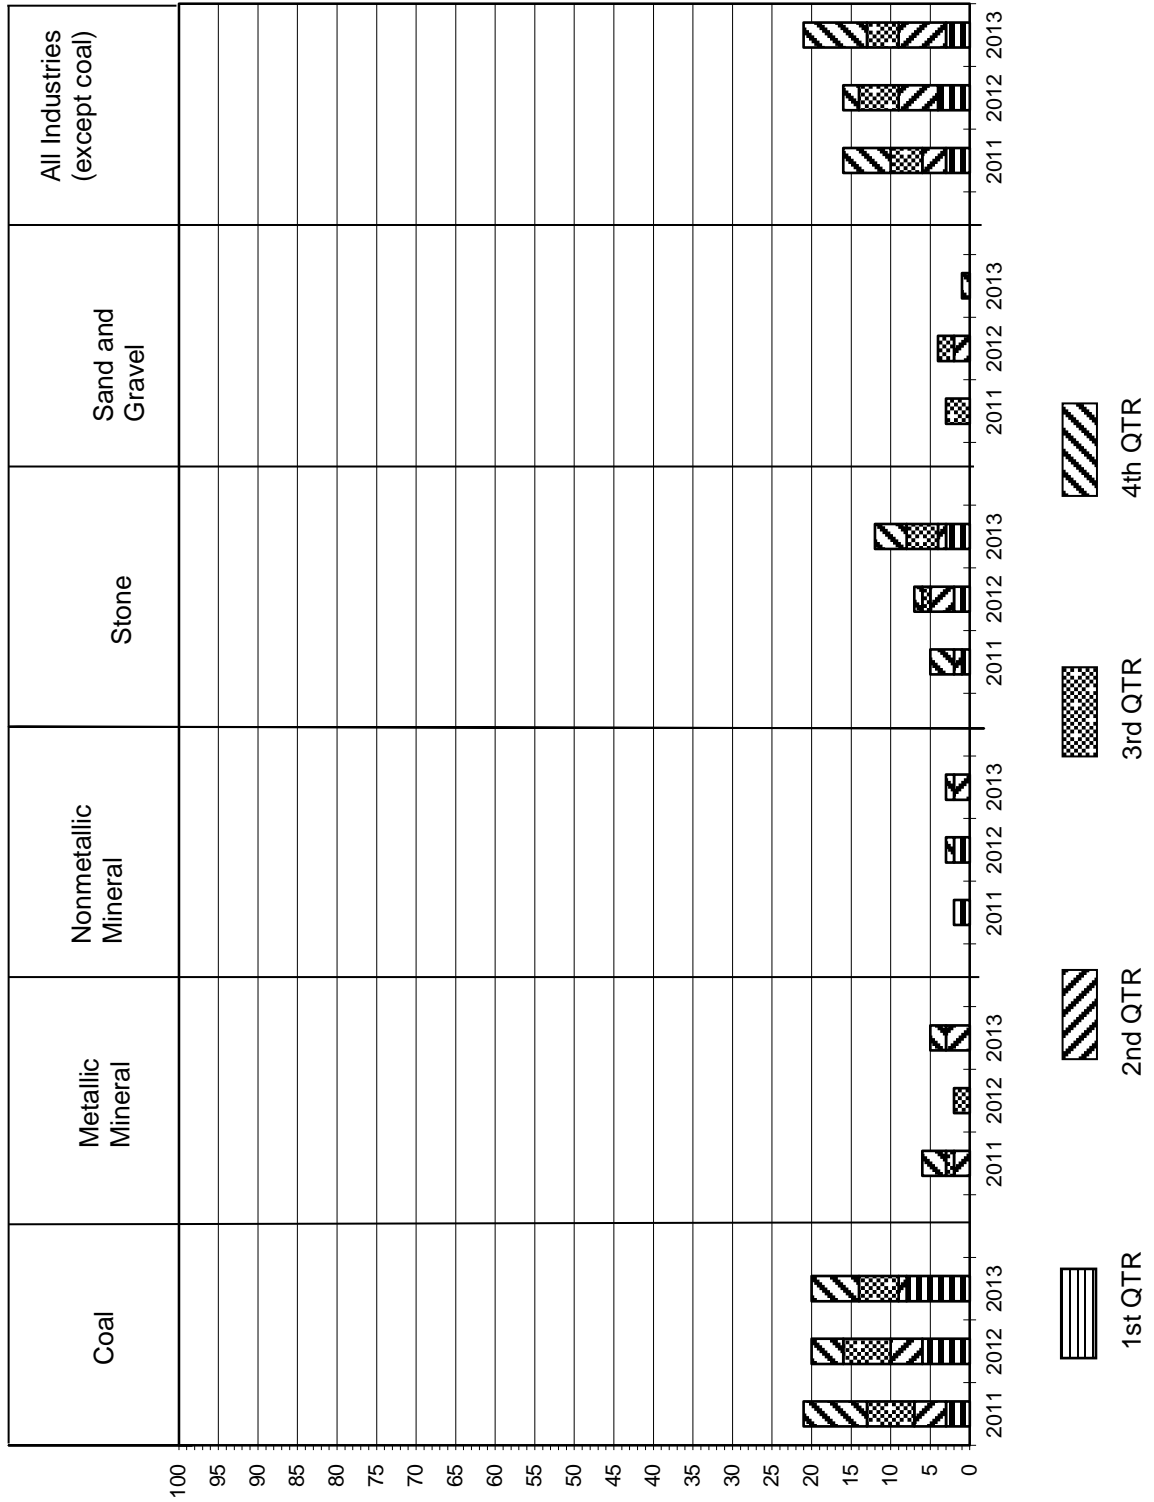 Coal
Metallic
Mineral
Nonmetallic
Mineral
Stone
Sand and
Gravel
All Industries
(except coal)
100
95
90
85
80
75
70
65
60
55
50
45
40
35
30
25
20
15
10
5
0
2011 2012 2013 2011 2012 2013 2011 2012 2013 2011 2012 2013 2011 2012 2013 2011 2012 2013
1st QTR 2nd QTR 3rd QTR 4th QTR